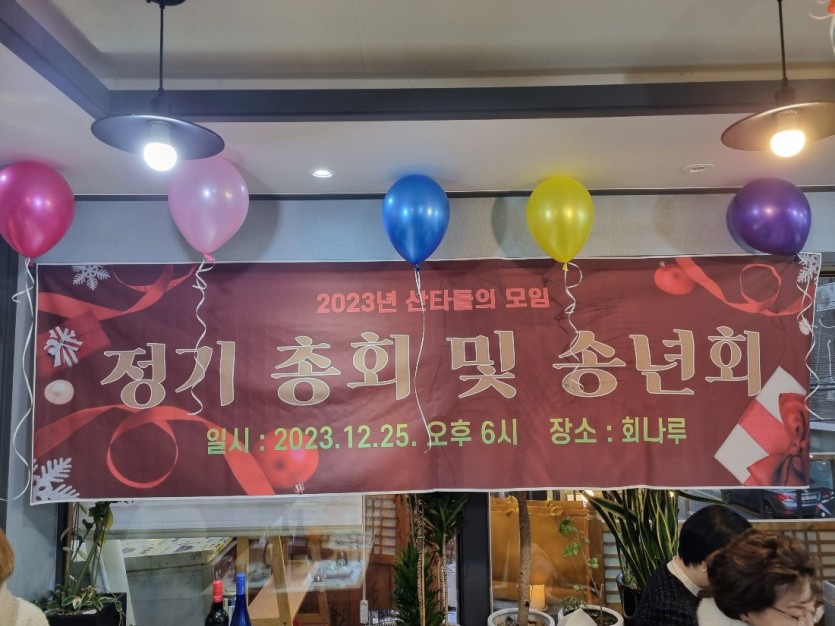 2023년 산타들의 모임
정기 총회 및 송년회
일시 : 2023.12.25. 오후 6시 장소 : 회나루